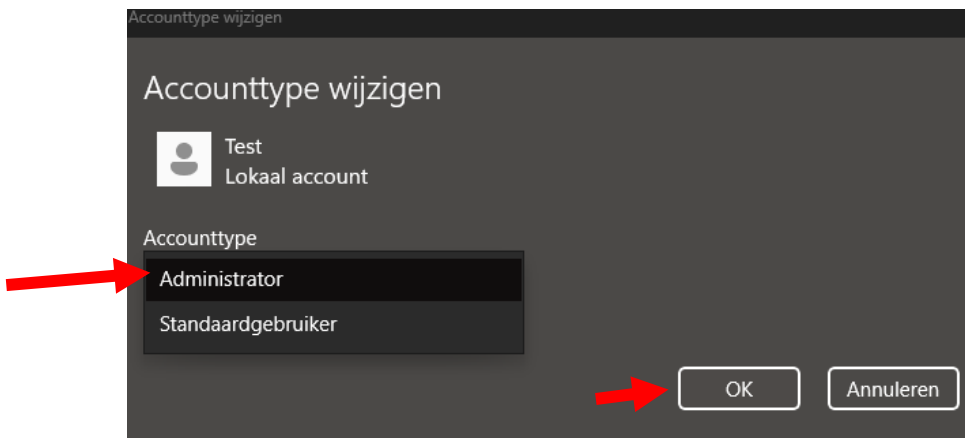 Accounttype wijzigen
Accounttype wijzigen
Test
Lokaal account
Accounttype
Administrator
Standaardgebruiker
OK
Annuleren